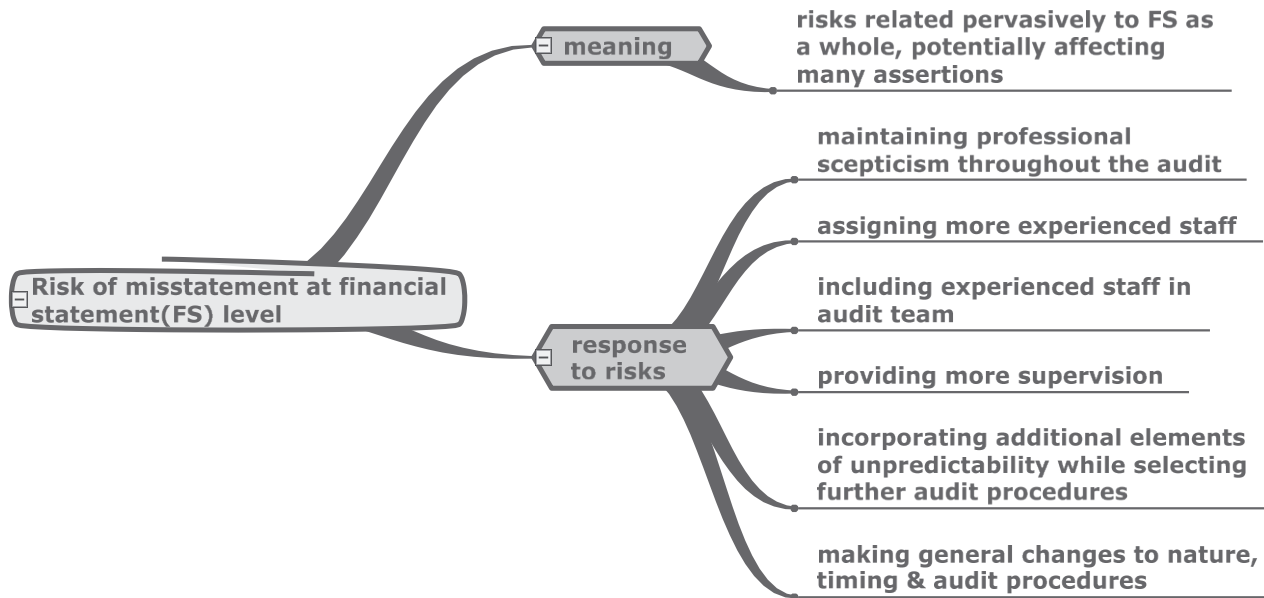 meaning
risks related pervasively to FS as
a whole, potentially affecting
many assertions
Risk of misstatement at financial
statement(FS) level
response
to risks
maintaining professional
scepticism throughout the audit
assigning more experienced staff
including experienced staff in
audit team
providing more supervision
incorporating additional elements
of unpredictability while selecting
further audit procedures
making general changes to nature,
timing & audit procedures